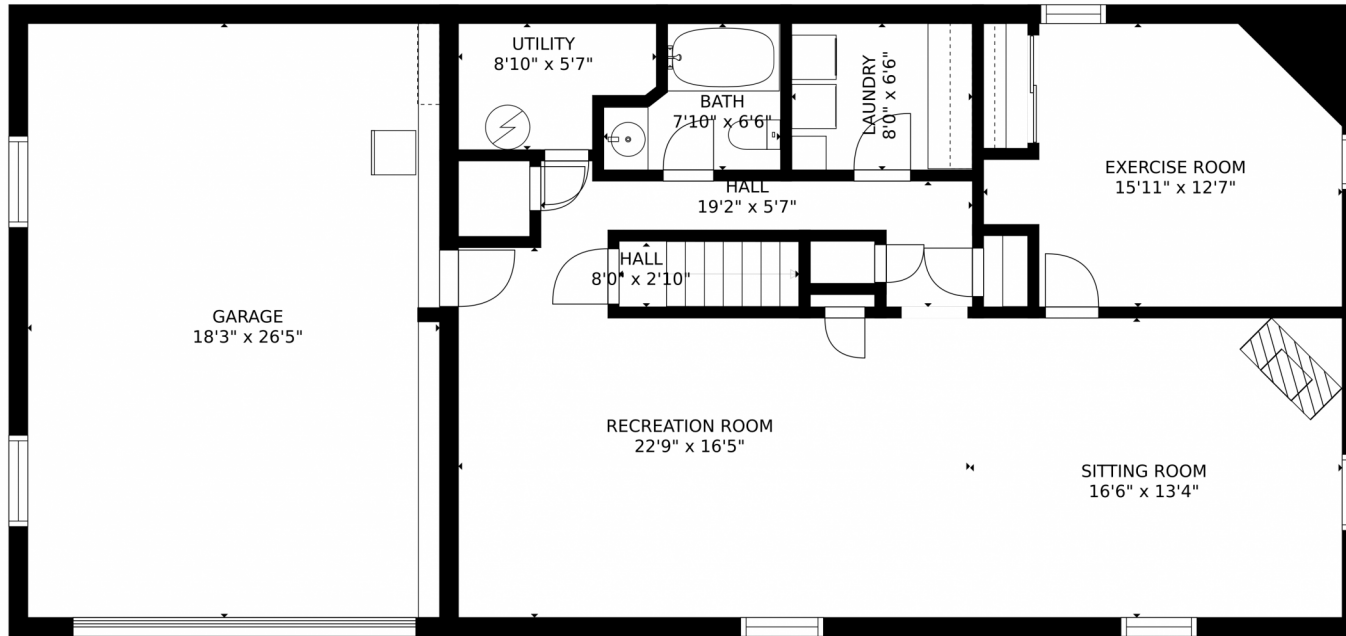 UTILITY
8'10" x 5'7"
BATH
7'10" x 6'6"
LAUNDRY
8'0" x 6'6"
EXERCISE ROOM
15'11" x 12'7"
HALL
19'2" x 5'7"
HALL
8'0" x 2'10"
GARAGE
18'3" x 26'5"
RECREATION ROOM
22'9" x 16'5"
SITTING ROOM
16'6" x 13'4"